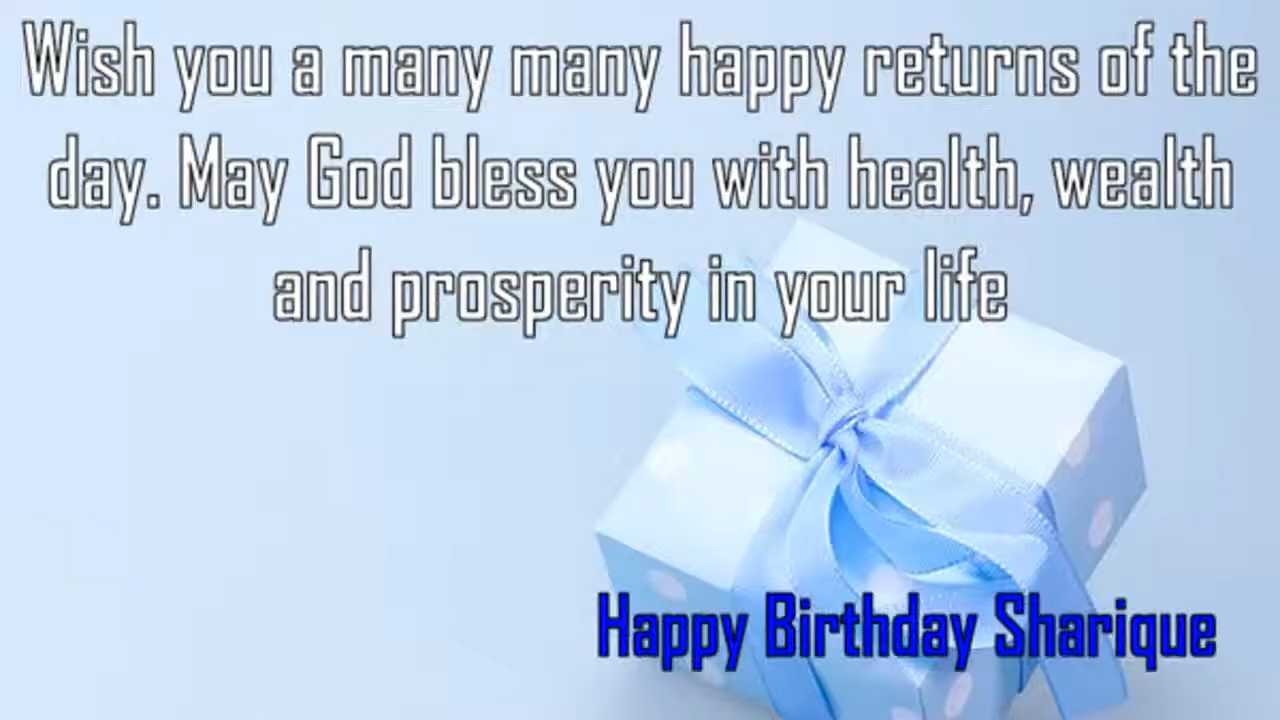 Wish you a many many happy returns of the
day. May God bless you with health, wealth
and prosperity in your life
Happy Birthday Sharique